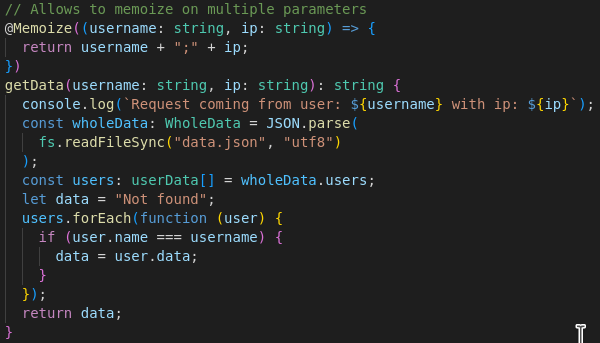 // Allows to memoize on multiple parameters
@Memoize((username: string, ip: string) => {
  return username + ";" + ip;
})
getData(username: string, ip: string): string {
  console.log(`Request coming from user: ${username} with ip: ${ip}`);
  const wholeData: WholeData = JSON.parse(
    fs.readFileSync("data.json", "utf8")
  );
  const users: userData[] = wholeData.users;
  let data = "Not found";
  users.forEach(function (user) {
    if (user.name === username) {
      data = user.data;
    }
  });
  return data;
}